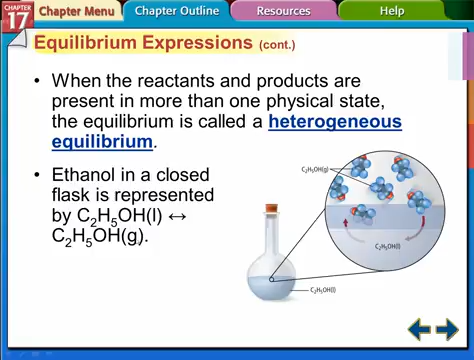 CHAPTER
17
Chapter Menu
Chapter Outline
Resources
Help
Equilibrium Expressions (cont.)
• When the reactants and products are
present in more than one physical state,
the equilibrium is called a heterogeneous
equilibrium.
• Ethanol in a closed
flask is represented
by C₂H₅OH(l) ↔
C₂H₅OH(g).
C₂H₅OH(g)
C₂H₅OH(l)
C₂H₅OH(l)